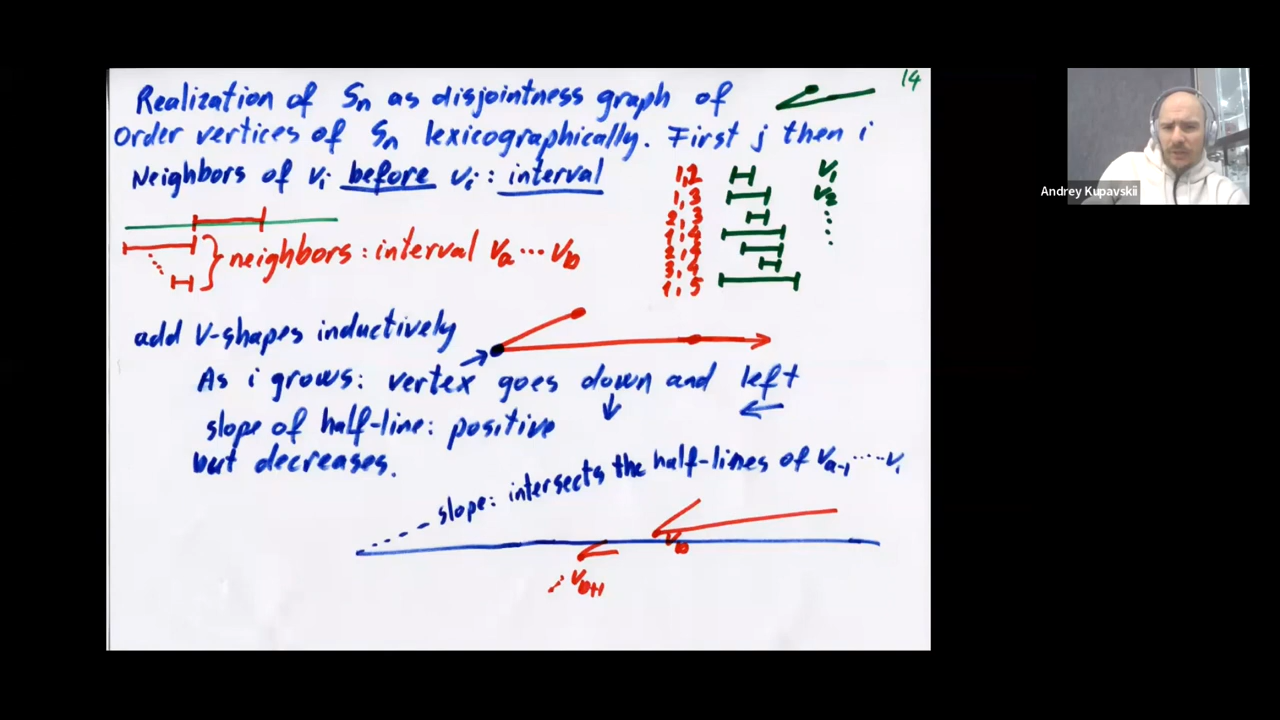 14
Realization of Sn as disjointness graph of
Order vertices of Sn lexicographically. First j then i
Neighbors of vi before vi : interval
1,2
1,3
2,3
1,4
2,4
3,4
1,5
v1
v2
neighbors : interval va ... vb
add V-shapes inductively
As i grows: vertex goes down and left
slope of half-line: positive
but decreases.
slope: intersects the half-lines of va-1 ..... v1
vb
vb+1
Andrey Kupavskii